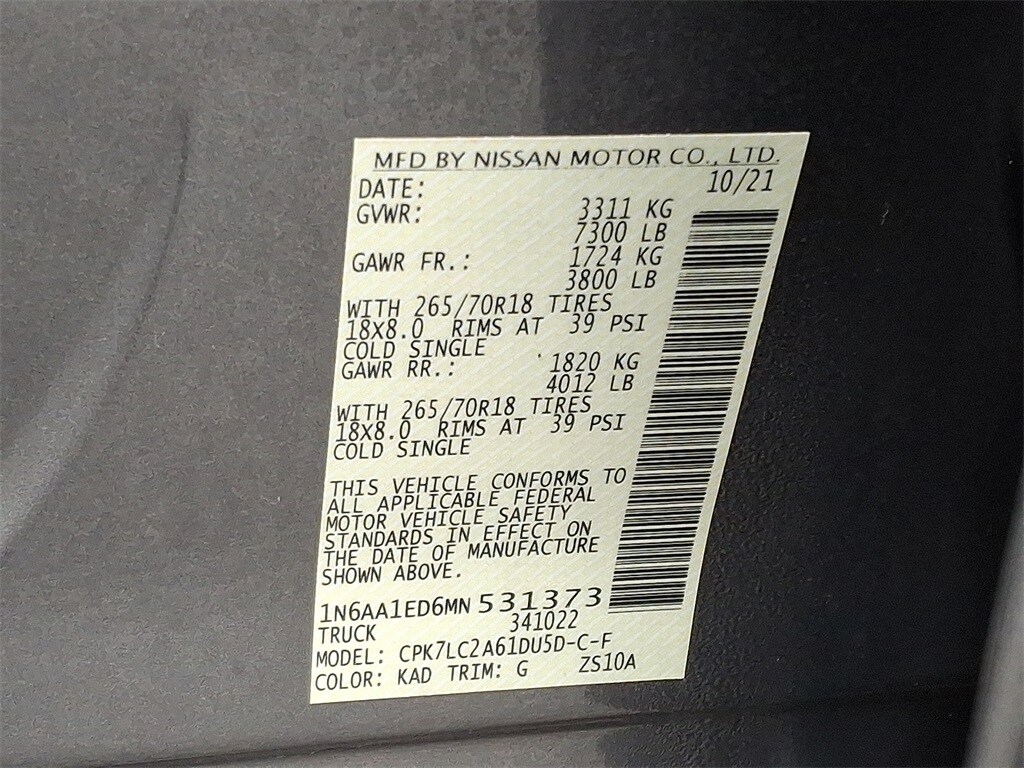 MFD BY NISSAN MOTOR CO., LTD.
DATE: 10/21
GVWR: 3311 KG
7300 LB
GAWR FR.: 1724 KG
3800 LB
WITH 265/70R18 TIRES
18X8.0 RIMS AT 39 PSI
COLD SINGLE
GAWR RR.: 1820 KG
4012 LB
WITH 265/70R18 TIRES
18X8.0 RIMS AT 39 PSI
COLD SINGLE
THIS VEHICLE CONFORMS TO
ALL APPLICABLE FEDERAL
MOTOR VEHICLE SAFETY
STANDARDS IN EFFECT ON
THE DATE OF MANUFACTURE
SHOWN ABOVE.
1N6AA1ED6MN531373
TRUCK 341022
MODEL: CPK7LC2A61DU5D-C-F
COLOR: KAD TRIM: G ZS10A